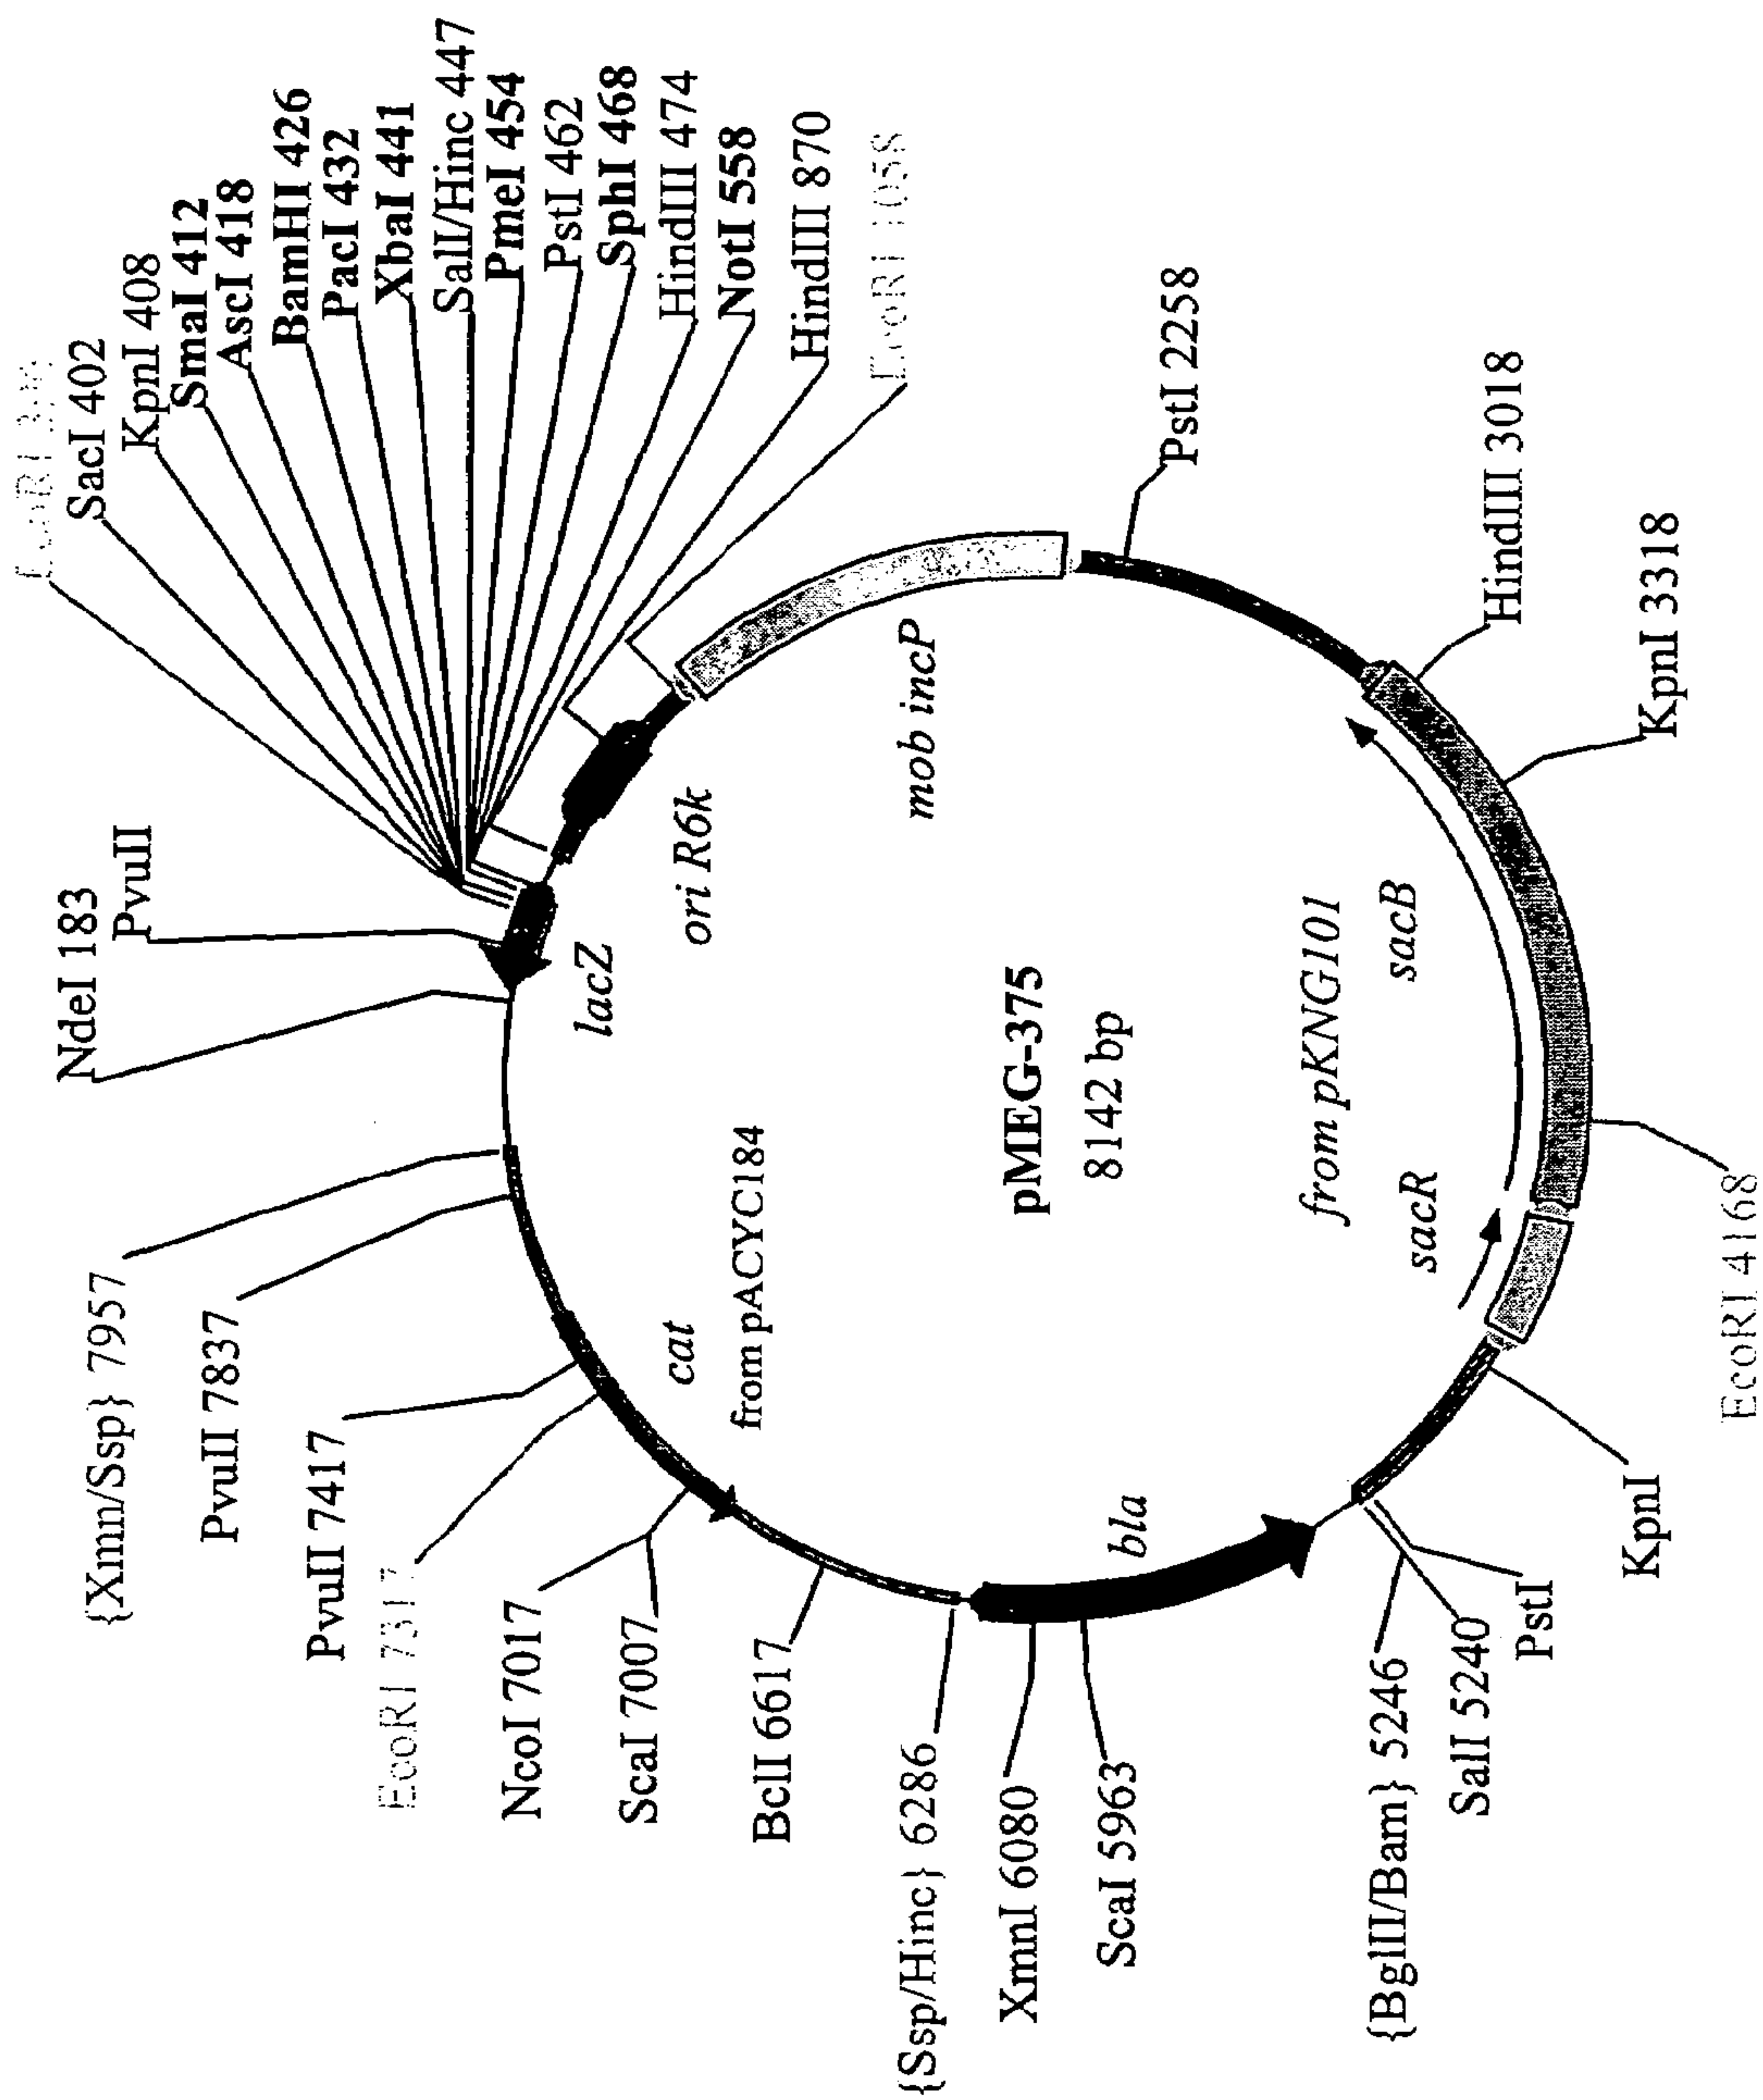 NdeI 183
PvuII
SacI 402
KpnI 408
SmaI 412
AscI 418
BamHI 426
PacI 432
XbaI 441
SalI/Hinc 447
PmeI 454
PstI 462
SphI 468
HindIII 474
NotI 558
HindIII 870
EcoRI 1058
PstI 2258
HindIII 3018
KpnI 3318
EcoRI 4168
KpnI
PstI
SalI 5240
{BglII/Bam} 5246
ScaI 5963
XmnI 6080
{Ssp/Hinc} 6286
BclI 6617
ScaI 7007
NcoI 7017
EcoRI 7317
PvuII 7417
PvuII 7837
{Xmn/Ssp} 7957
lacZ
ori R6k
mob incP
sacB
from pKNG101
sacR
bla
cat
from pACYC184
pMEG-375
8142 bp